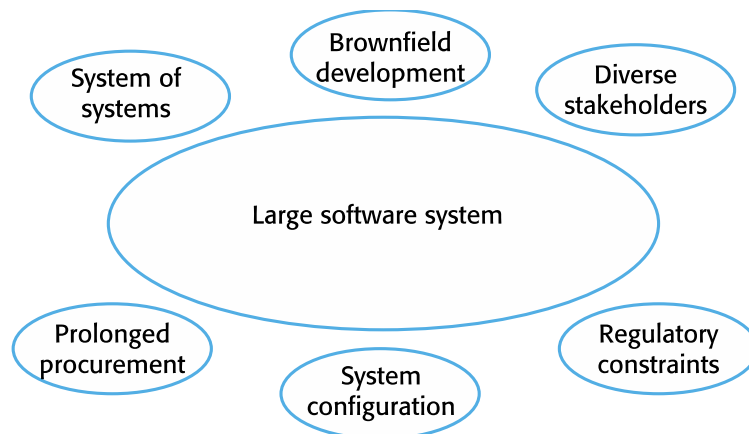 Brownfield
development
System of
systems
Diverse
stakeholders
Large software system
Prolonged
procurement
System
configuration
Regulatory
constraints